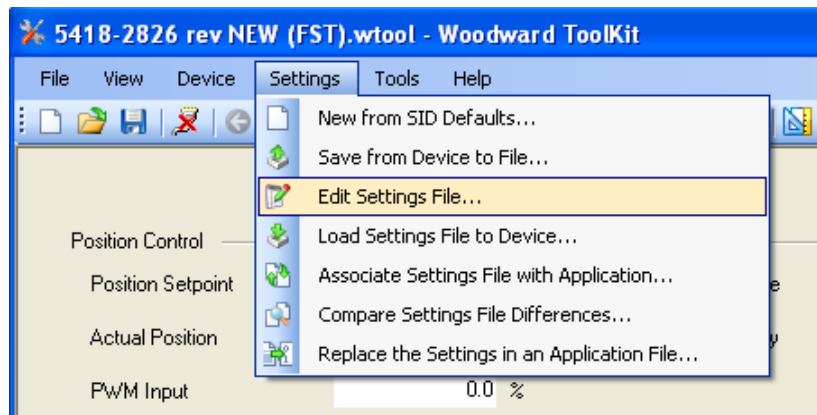 5418-2826 rev NEW (FST).wtool - Woodward ToolKit
File View Device Settings Tools Help
New from SID Defaults...
Save from Device to File...
Edit Settings File...
Position Control
Load Settings File to Device...
Position Setpoint
Associate Settings File with Application...
e
Compare Settings File Differences...
Actual Position
y
Replace the Settings in an Application File...
PWM Input 0.0 %